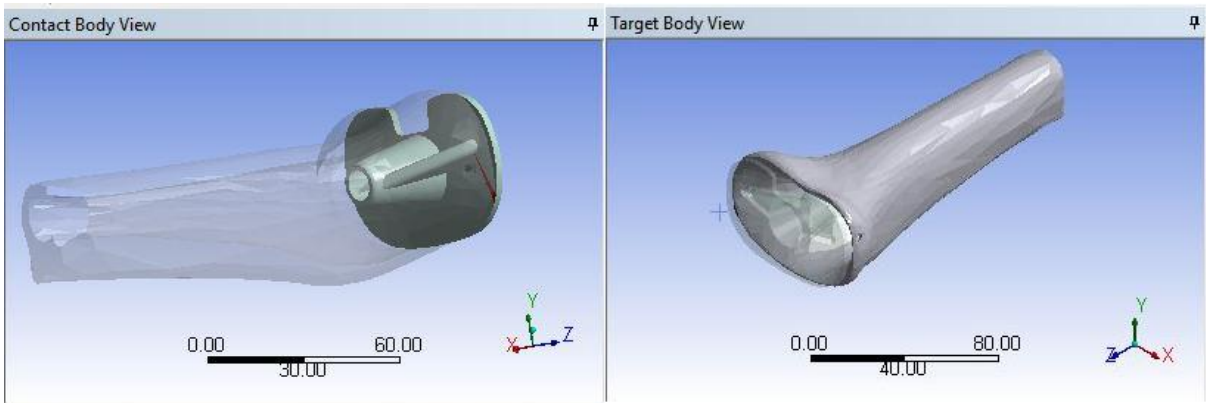 Contact Body View
Y
X
Z
0.00 60.00
30.00
Target Body View
Y
Z
X
0.00 80.00
40.00